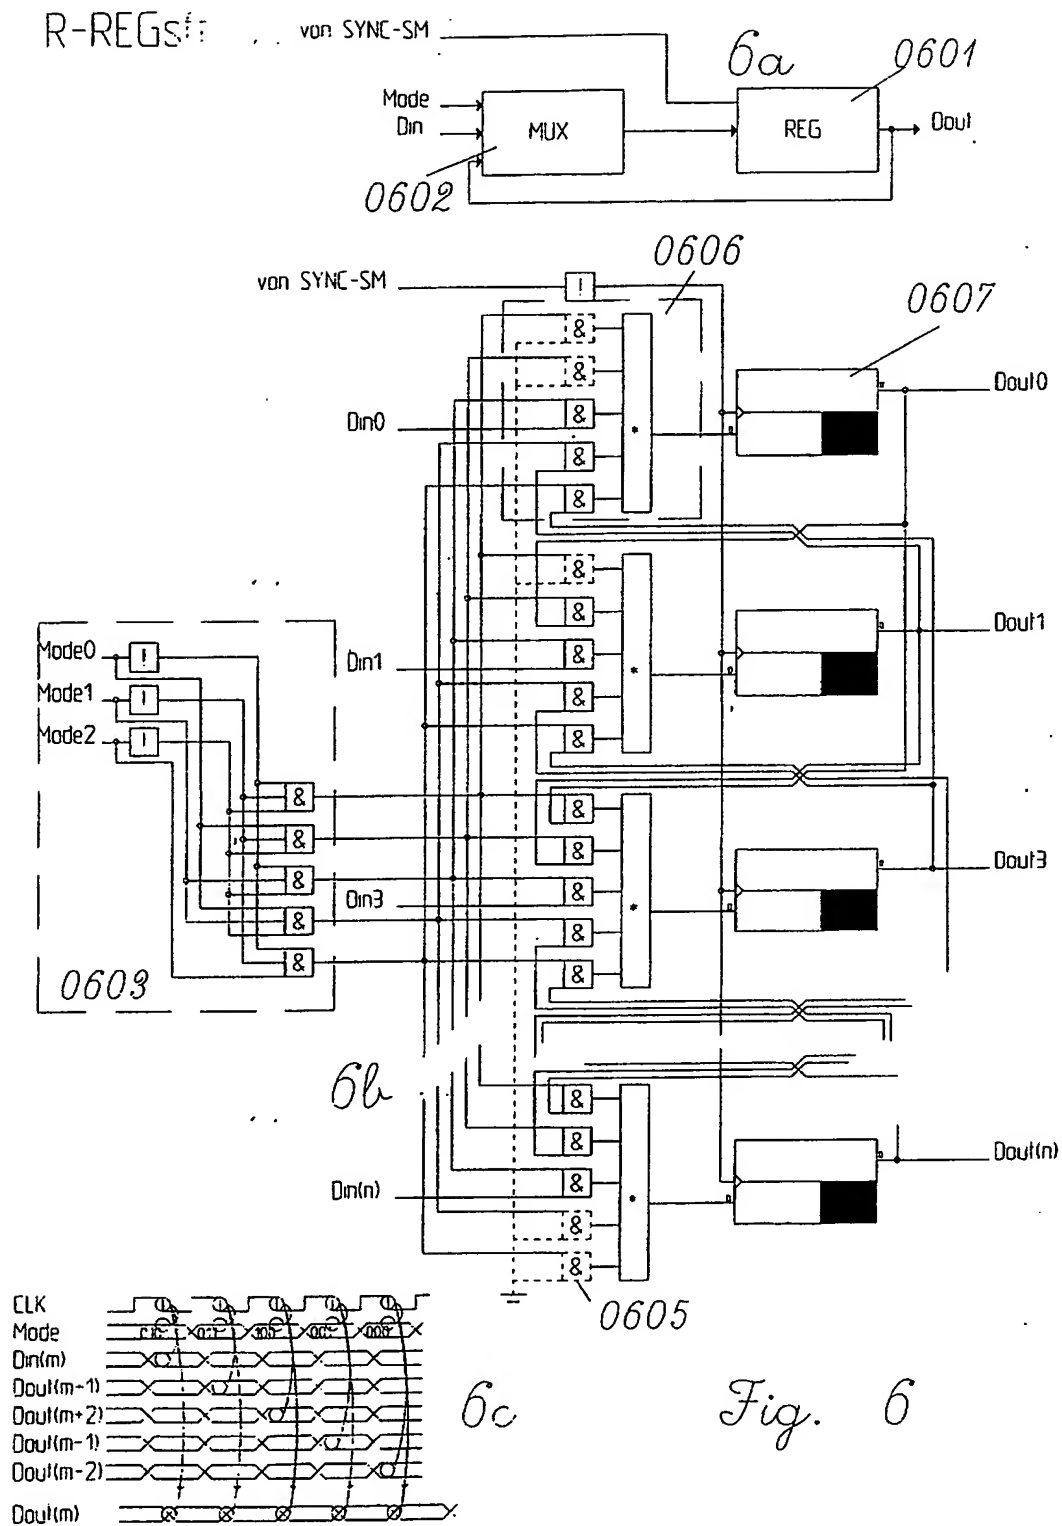 R-REGs
von SYNC-SM
6a
0601
Mode
Din
MUX
REG
Dout
0602
0606
von SYNC-SM
!
0607
&
&
Dout0
Din0
&
*
&
&
&
Dout1
&
Mode0
!
Din1
&
*
Mode1
!
&
Mode2
!
&
&
&
&
&
Dout3
&
Din3
&
*
&
&
0603
&
&
6b
&
&
Dout(n)
Din(n)
&
*
&
&
0605
CLK
Mode
Din(m)
Dout(m-1)
Dout(m+2)
Dout(m-1)
Dout(m-2)
Dout(m)
6c
Fig. 6